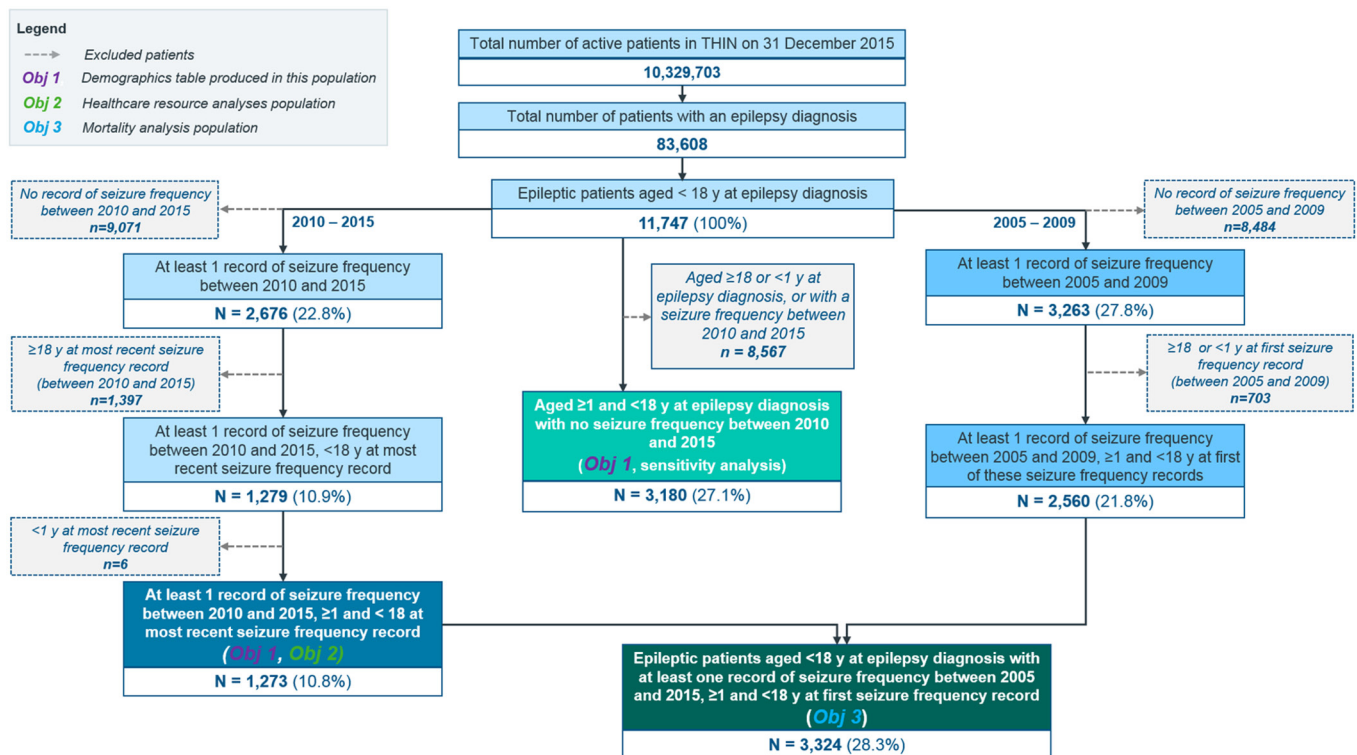 Legend
Excluded patients
Obj 1 Demographics table produced in this population
Obj 2 Healthcare resource analyses population
Obj 3 Mortality analysis population
Total number of active patients in THIN on 31 December 2015
10,329,703
Total number of patients with an epilepsy diagnosis
83,608
Epileptic patients aged < 18 y at epilepsy diagnosis
11,747 (100%)
No record of seizure frequency
between 2010 and 2015
n=9,071
2010 – 2015
2005 – 2009
No record of seizure frequency
between 2005 and 2009
n=8,484
At least 1 record of seizure frequency
between 2010 and 2015
N = 2,676 (22.8%)
Aged ≥18 or <1 y at
epilepsy diagnosis, or with a
seizure frequency between
2010 and 2015
n = 8,567
At least 1 record of seizure frequency
between 2005 and 2009
N = 3,263 (27.8%)
≥18 y at most recent seizure
frequency record
(between 2010 and 2015)
n=1,397
≥18 or <1 y at first seizure
frequency record
(between 2005 and 2009)
n=703
At least 1 record of seizure frequency
between 2010 and 2015, <18 y at most
recent seizure frequency record
N = 1,279 (10.9%)
Aged ≥1 and <18 y at epilepsy diagnosis
with no seizure frequency between 2010
and 2015
(Obj 1, sensitivity analysis)
N = 3,180 (27.1%)
At least 1 record of seizure frequency
between 2005 and 2009, ≥1 and <18 y at first
of these seizure frequency records
N = 2,560 (21.8%)
<1 y at most recent seizure
frequency record
n=6
At least 1 record of seizure frequency
between 2010 and 2015, ≥1 and < 18 at
most recent seizure frequency record
(Obj 1, Obj 2)
N = 1,273 (10.8%)
Epileptic patients aged <18 y at epilepsy diagnosis with
at least one record of seizure frequency between 2005
and 2015, ≥1 and <18 y at first seizure frequency record
(Obj 3)
N = 3,324 (28.3%)